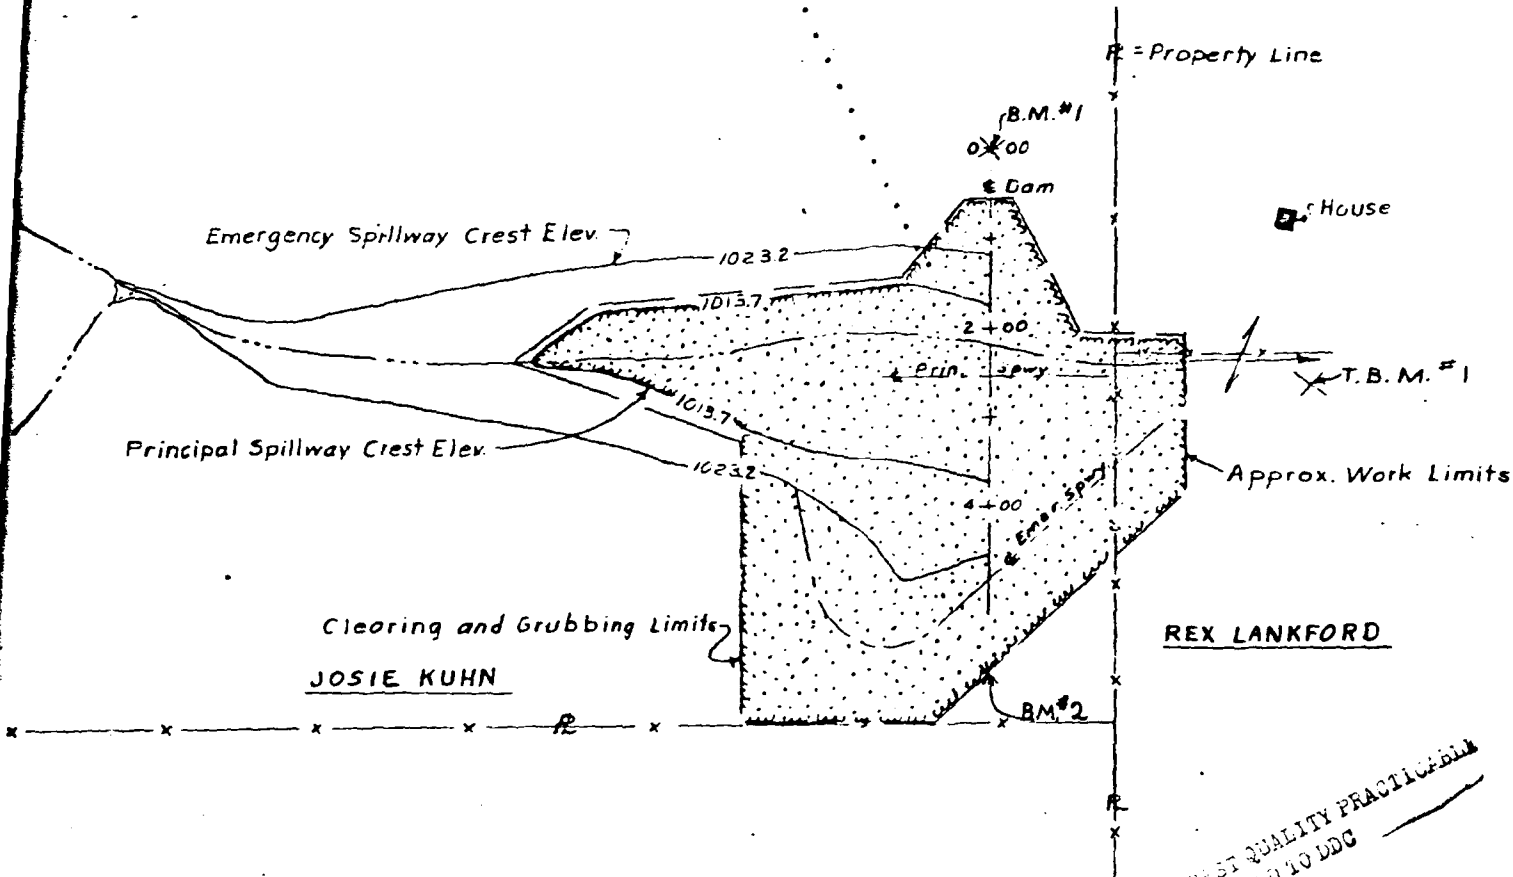 ℄ = Property Line
B.M. #1
0 00
℄ Dam
House
Emergency Spillway Crest Elev.
1023.2
1013.7
2+00
℄ Prin. Spwy
T.B.M. #1
1013.7
Principal Spillway Crest Elev.
1023.2
Approx. Work Limits
4+00
℄ Emer. Spwy
Clearing and Grubbing Limits
REX LANKFORD
JOSIE KUHN
B.M. #2
PL
PL
QUALITY PRACTICABLE
TO DDC